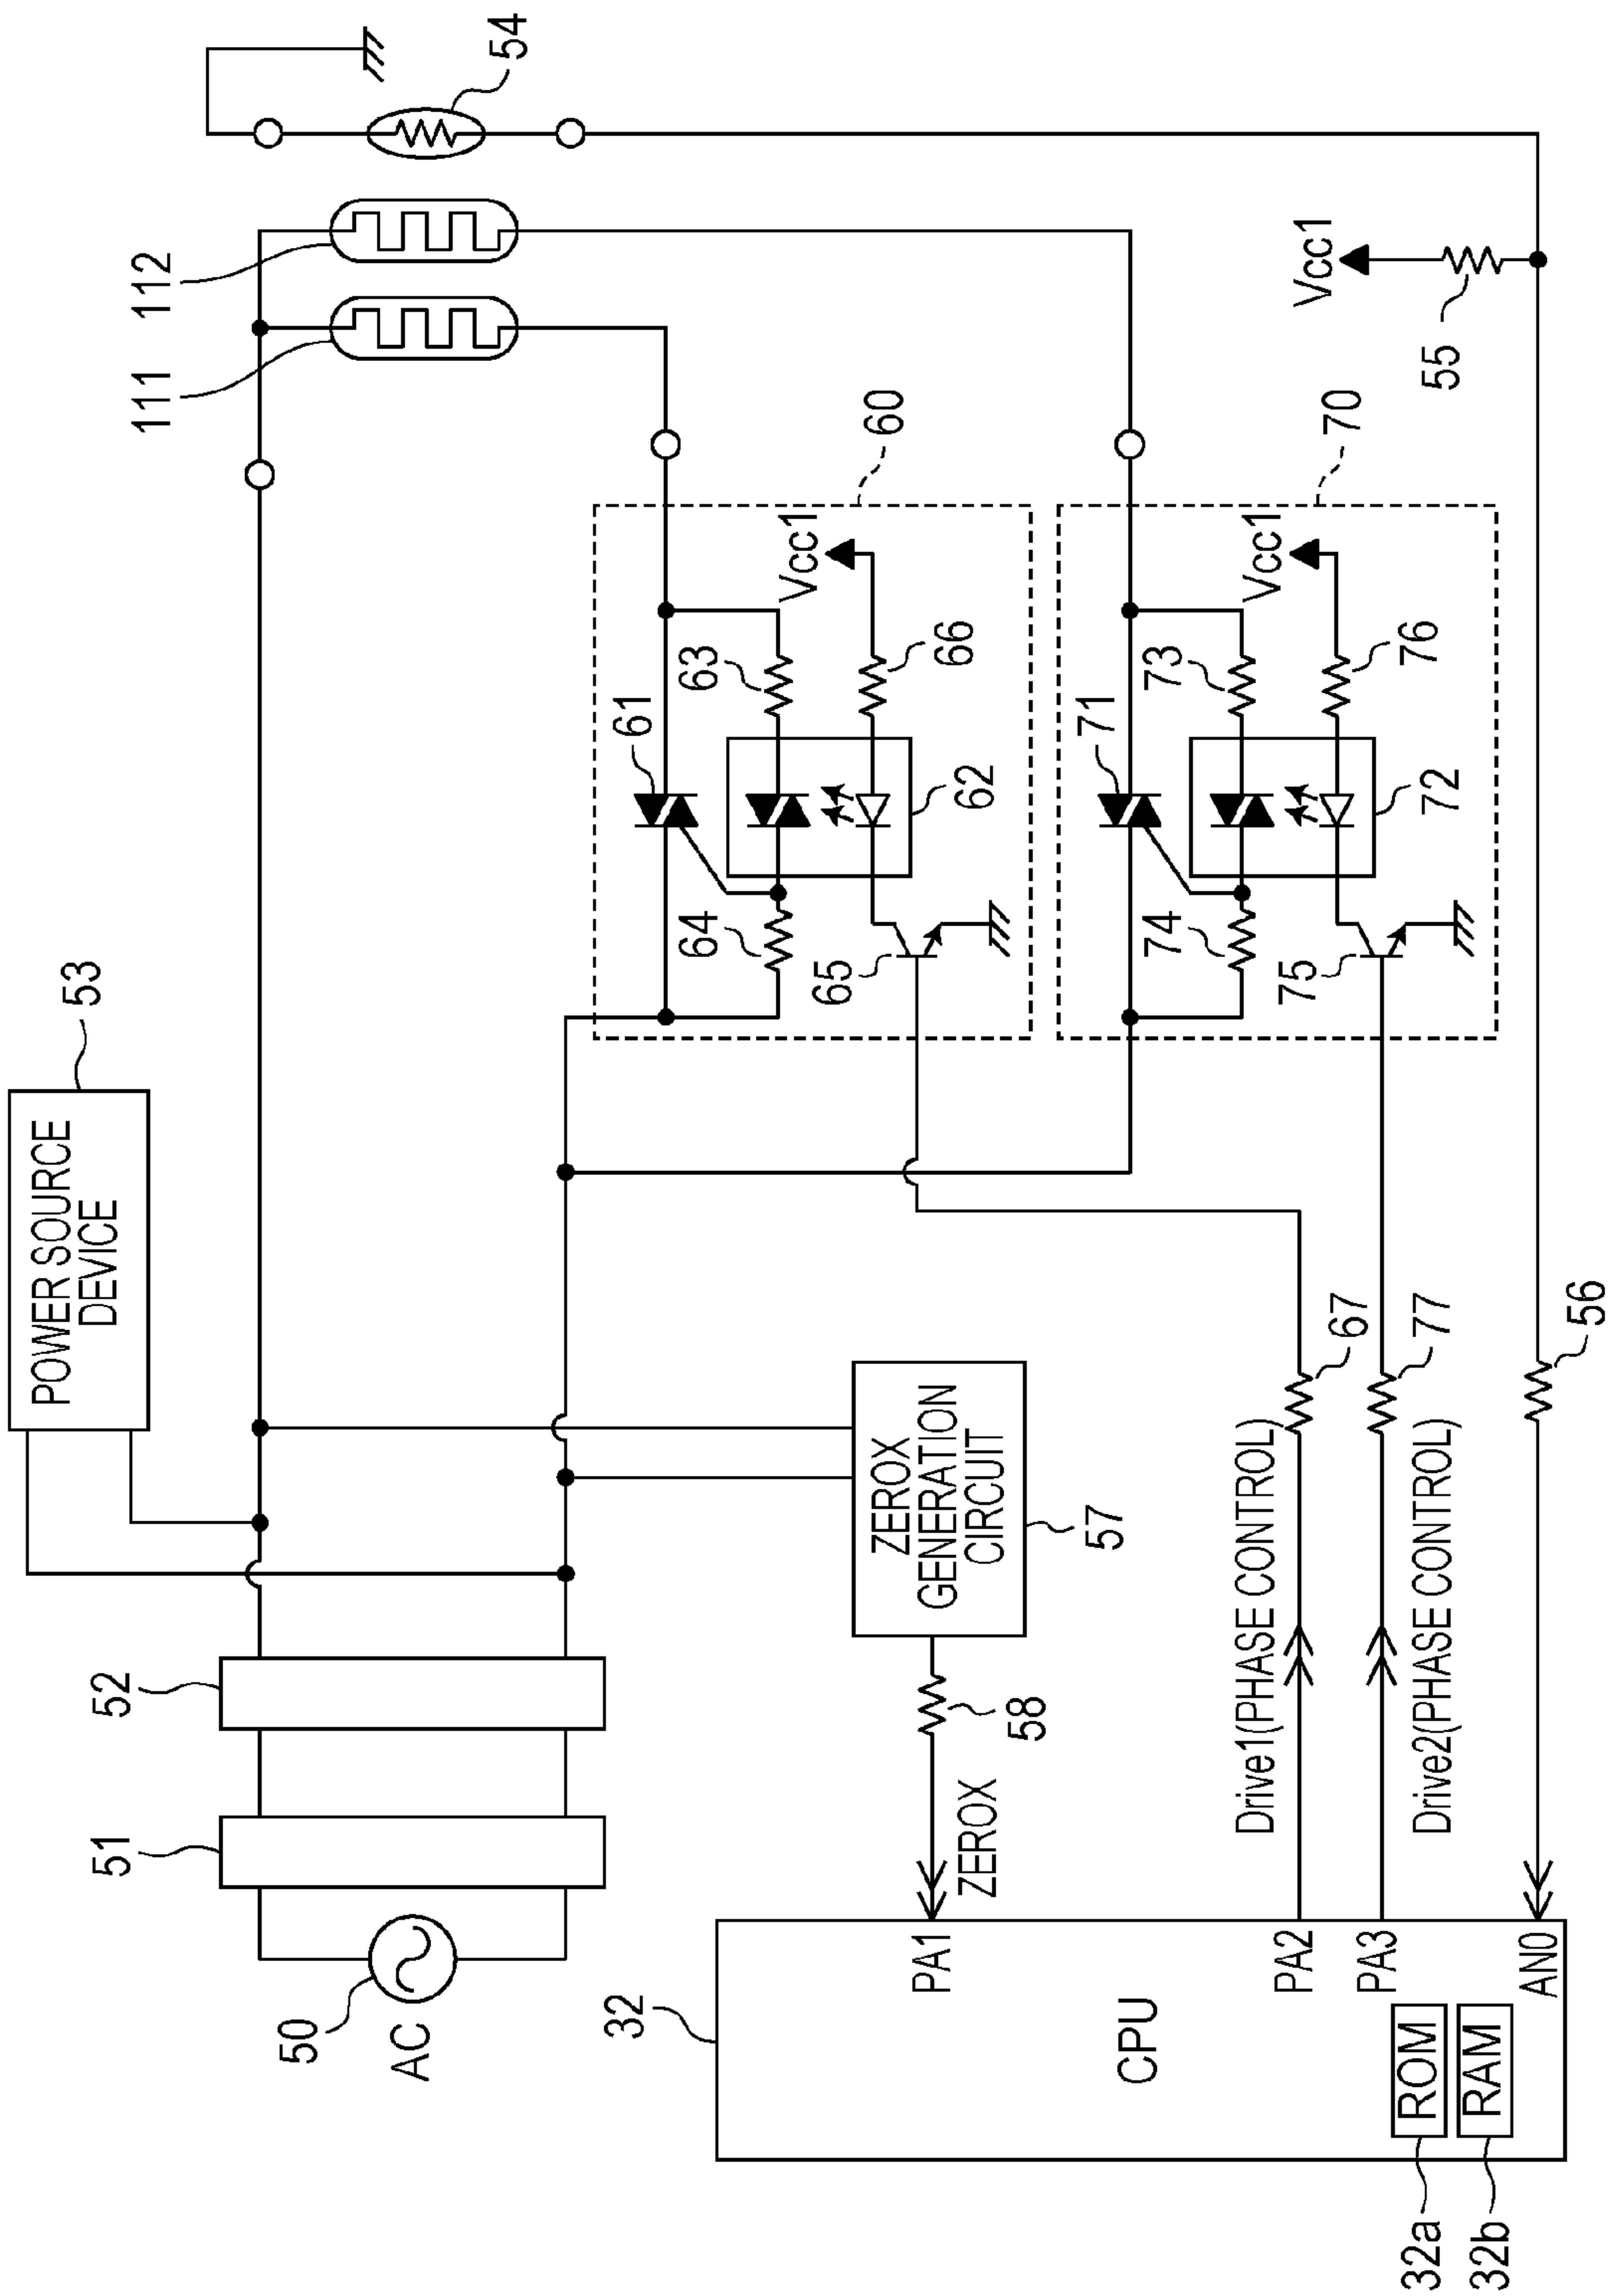 53
POWER SOURCE
DEVICE
51
52
112
111
54
50
AC
60
61
63
Vcc1
66
64
62
65
ZEROX
GENERATION
CIRCUIT
57
58
ZEROX
70
71
73
Vcc1
76
74
72
75
Vcc1
55
32
PA1
CPU
PA2
PA3
AN0
ROM
RAM
32a
32b
Drive1(PHASE CONTROL)
67
Drive2(PHASE CONTROL)
77
56